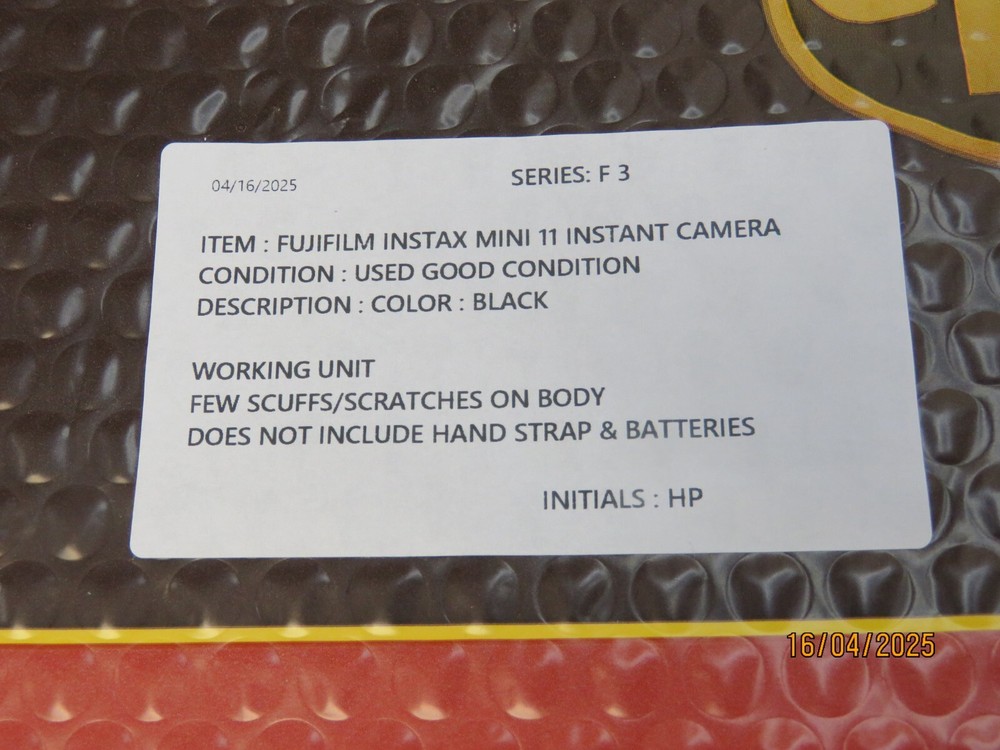 04/16/2025 SERIES: F 3
ITEM : FUJIFILM INSTAX MINI 11 INSTANT CAMERA
CONDITION : USED GOOD CONDITION
DESCRIPTION : COLOR : BLACK
WORKING UNIT
FEW SCUFFS/SCRATCHES ON BODY
DOES NOT INCLUDE HAND STRAP & BATTERIES
INITIALS : HP
16/04/2025